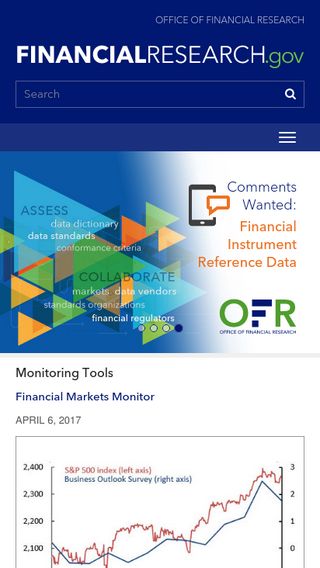 OFFICE OF FINANCIAL RESEARCH
FINANCIALRESEARCH.gov
Search
ASSESS
data dictionary
data standards
conformance criteria
COLLABORATE
markets data vendors
standards organizations
financial regulators
Comments
Wanted:
Financial
Instrument
Reference Data
OFR
OFFICE OF FINANCIAL RESEARCH
Monitoring Tools
Financial Markets Monitor
APRIL 6, 2017
S&P 500 index (left axis)
Business Outlook Survey (right axis)
2,400 3
2,300 2
2,200 1
2,100 0